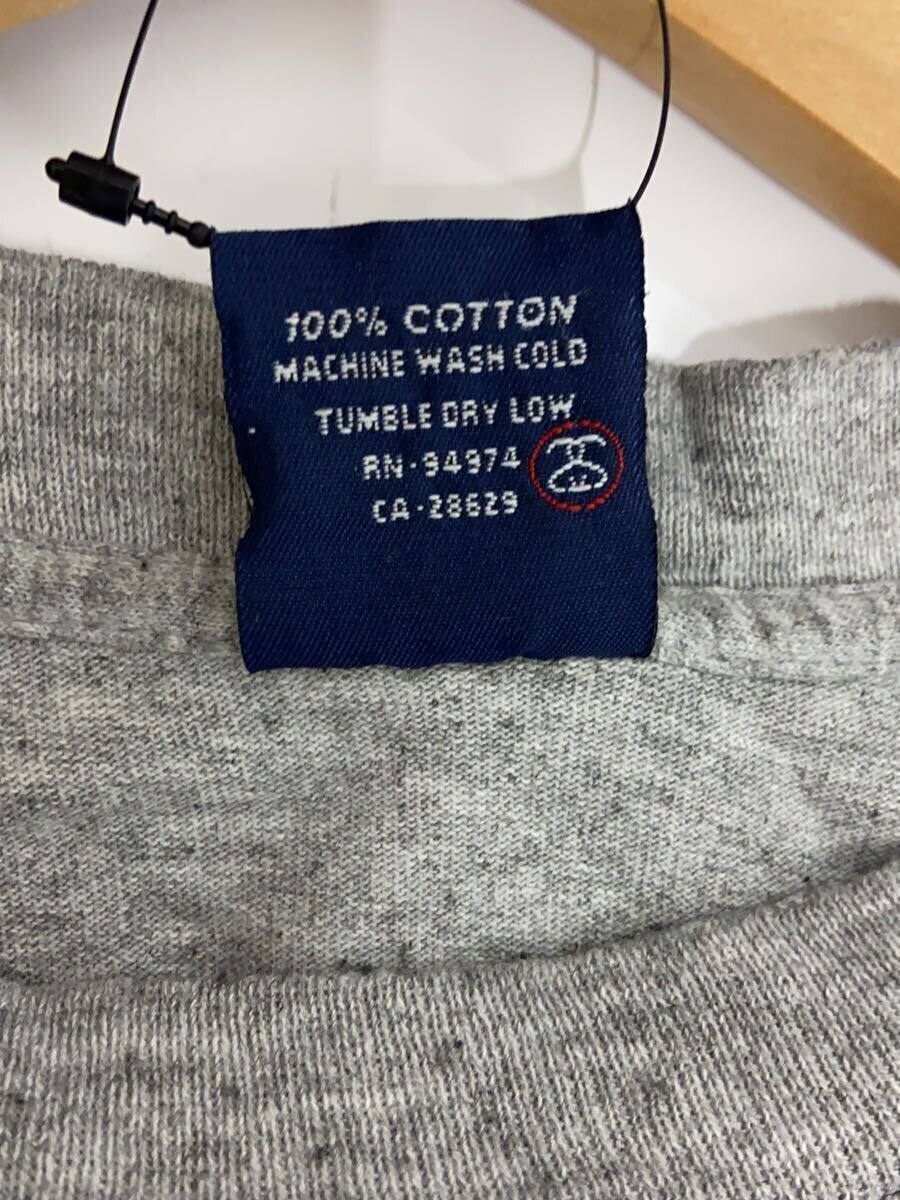 100% COTTON
MACHINE WASH COLD
TUMBLE DRY LOW
RN-94974
CA-28629